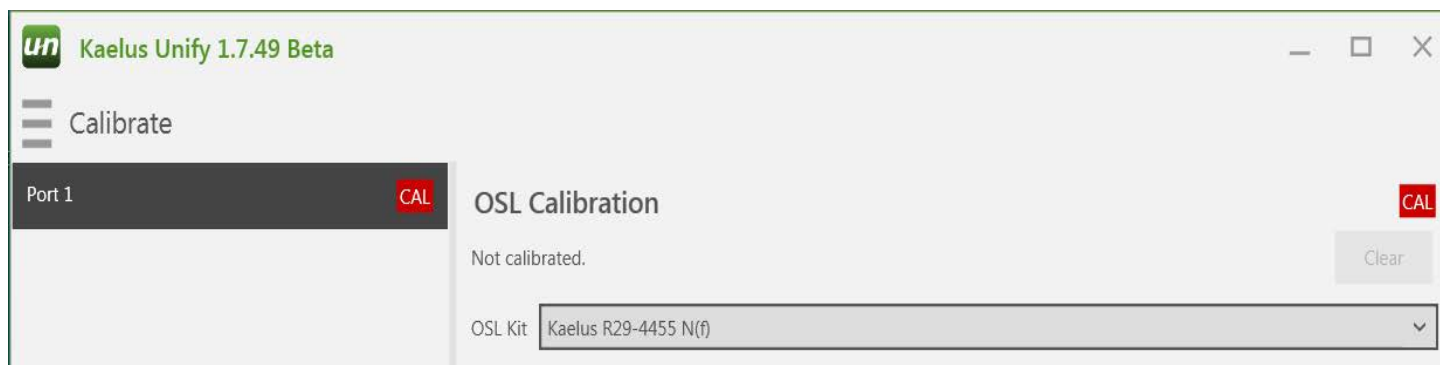 un Kaelus Unify 1.7.49 Beta
Calibrate
Port 1 CAL
OSL Calibration CAL
Not calibrated. Clear
OSL Kit Kaelus R29-4455 N(f)